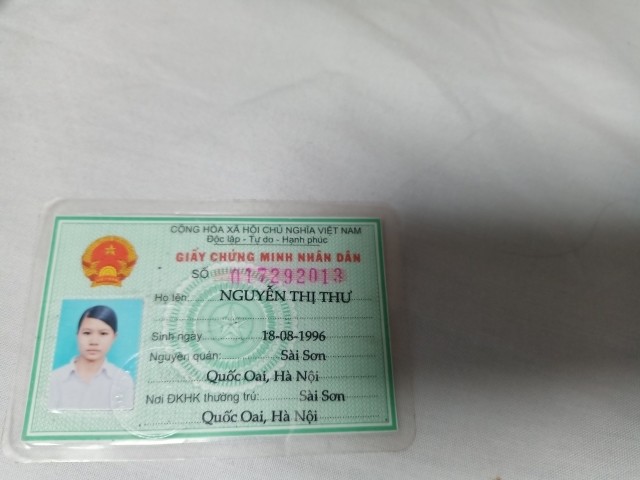 CỘNG HÒA XÃ HỘI CHỦ NGHĨA VIỆT NAM
Độc lập - Tự do - Hạnh phúc
GIẤY CHỨNG MINH NHÂN DÂN
SỐ 017292013
Họ tên NGUYỄN THỊ THƯ
Sinh ngày 18-08-1996
Nguyên quán: Sài Sơn
Quốc Oai, Hà Nội
Nơi ĐKHK thường trú: Sài Sơn
Quốc Oai, Hà Nội